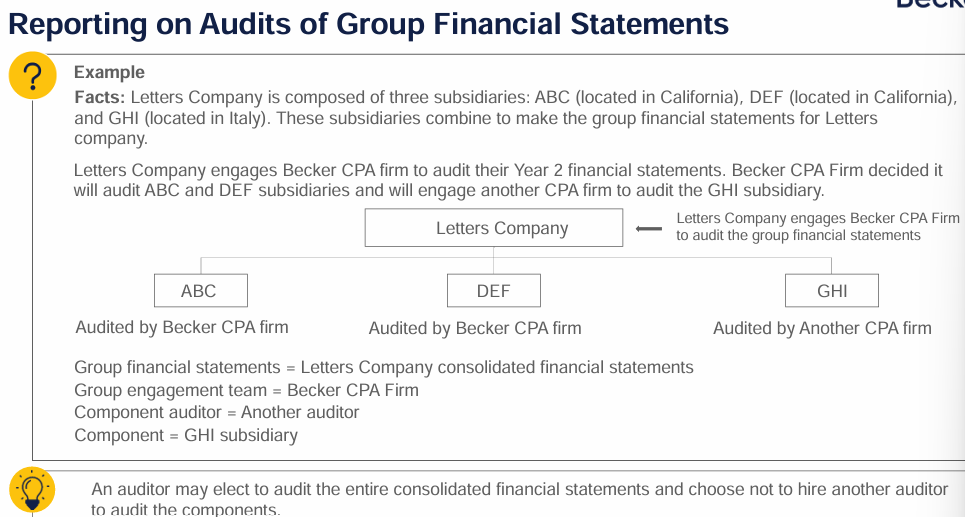 Reporting on Audits of Group Financial Statements
?
Example
Facts: Letters Company is composed of three subsidiaries: ABC (located in California), DEF (located in California),
and GHI (located in Italy). These subsidiaries combine to make the group financial statements for Letters
company.
Letters Company engages Becker CPA firm to audit their Year 2 financial statements. Becker CPA Firm decided it
will audit ABC and DEF subsidiaries and will engage another CPA firm to audit the GHI subsidiary.
Letters Company
Letters Company engages Becker CPA Firm
to audit the group financial statements
ABC
DEF
GHI
Audited by Becker CPA firm
Audited by Becker CPA firm
Audited by Another CPA firm
Group financial statements = Letters Company consolidated financial statements
Group engagement team = Becker CPA Firm
Component auditor = Another auditor
Component = GHI subsidiary
An auditor may elect to audit the entire consolidated financial statements and choose not to hire another auditor
to audit the components.